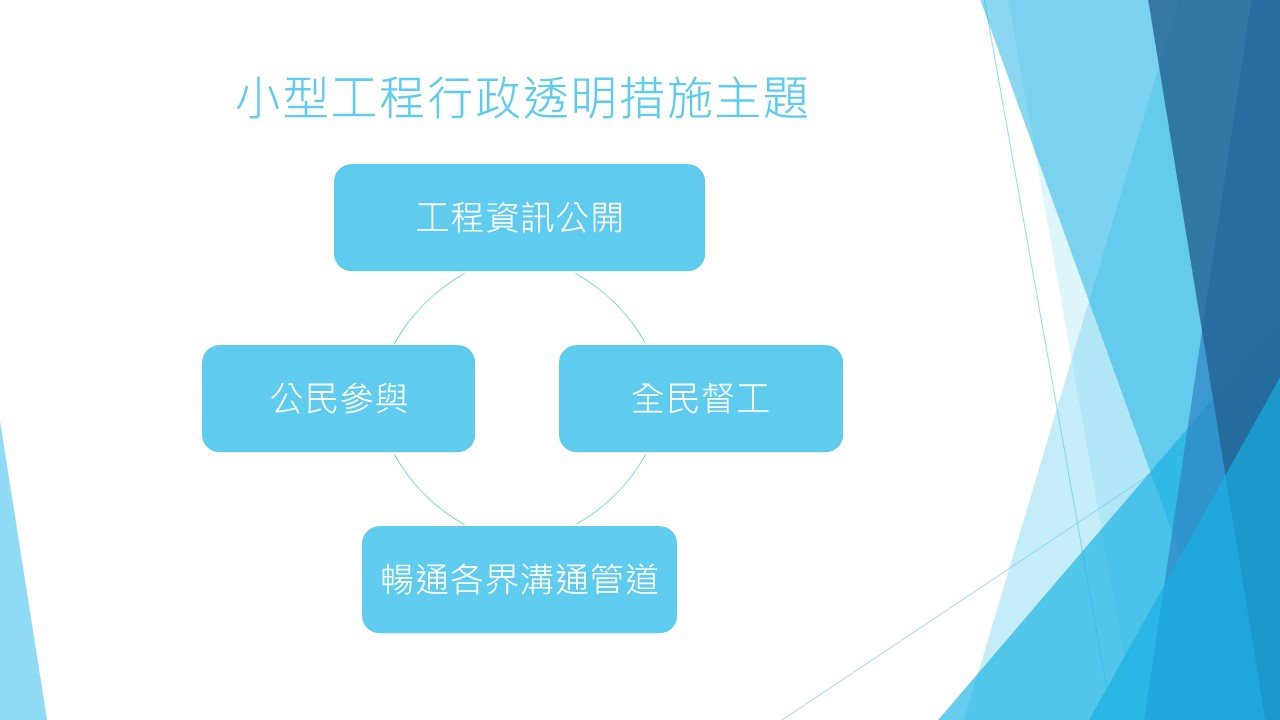 小型工程行政透明措施主題
工程資訊公開
公民參與
全民督工
暢通各界溝通管道